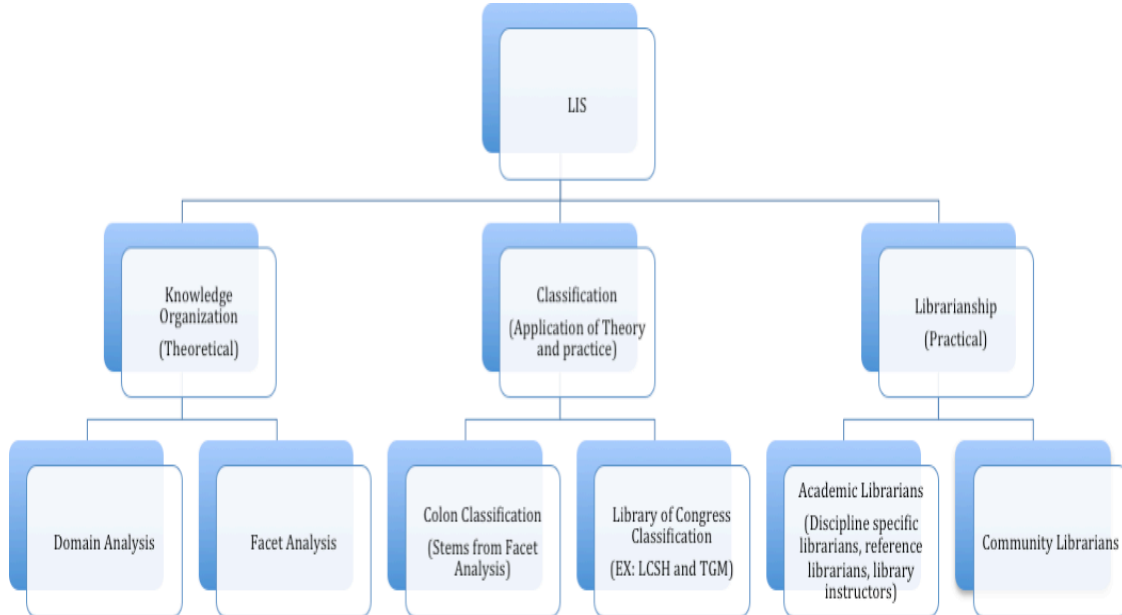 LIS
Knowledge
Organization
(Theoretical)
Classification
(Application of Theory
and practice)
Librarianship
(Practical)
Domain Analysis
Facet Analysis
Colon Classification
(Stems from Facet
Analysis)
Library of Congress
Classification
(EX: LCSH and TGM)
Academic Librarians
(Discipline specific
librarians, reference
librarians, library
instructors)
Community Librarians